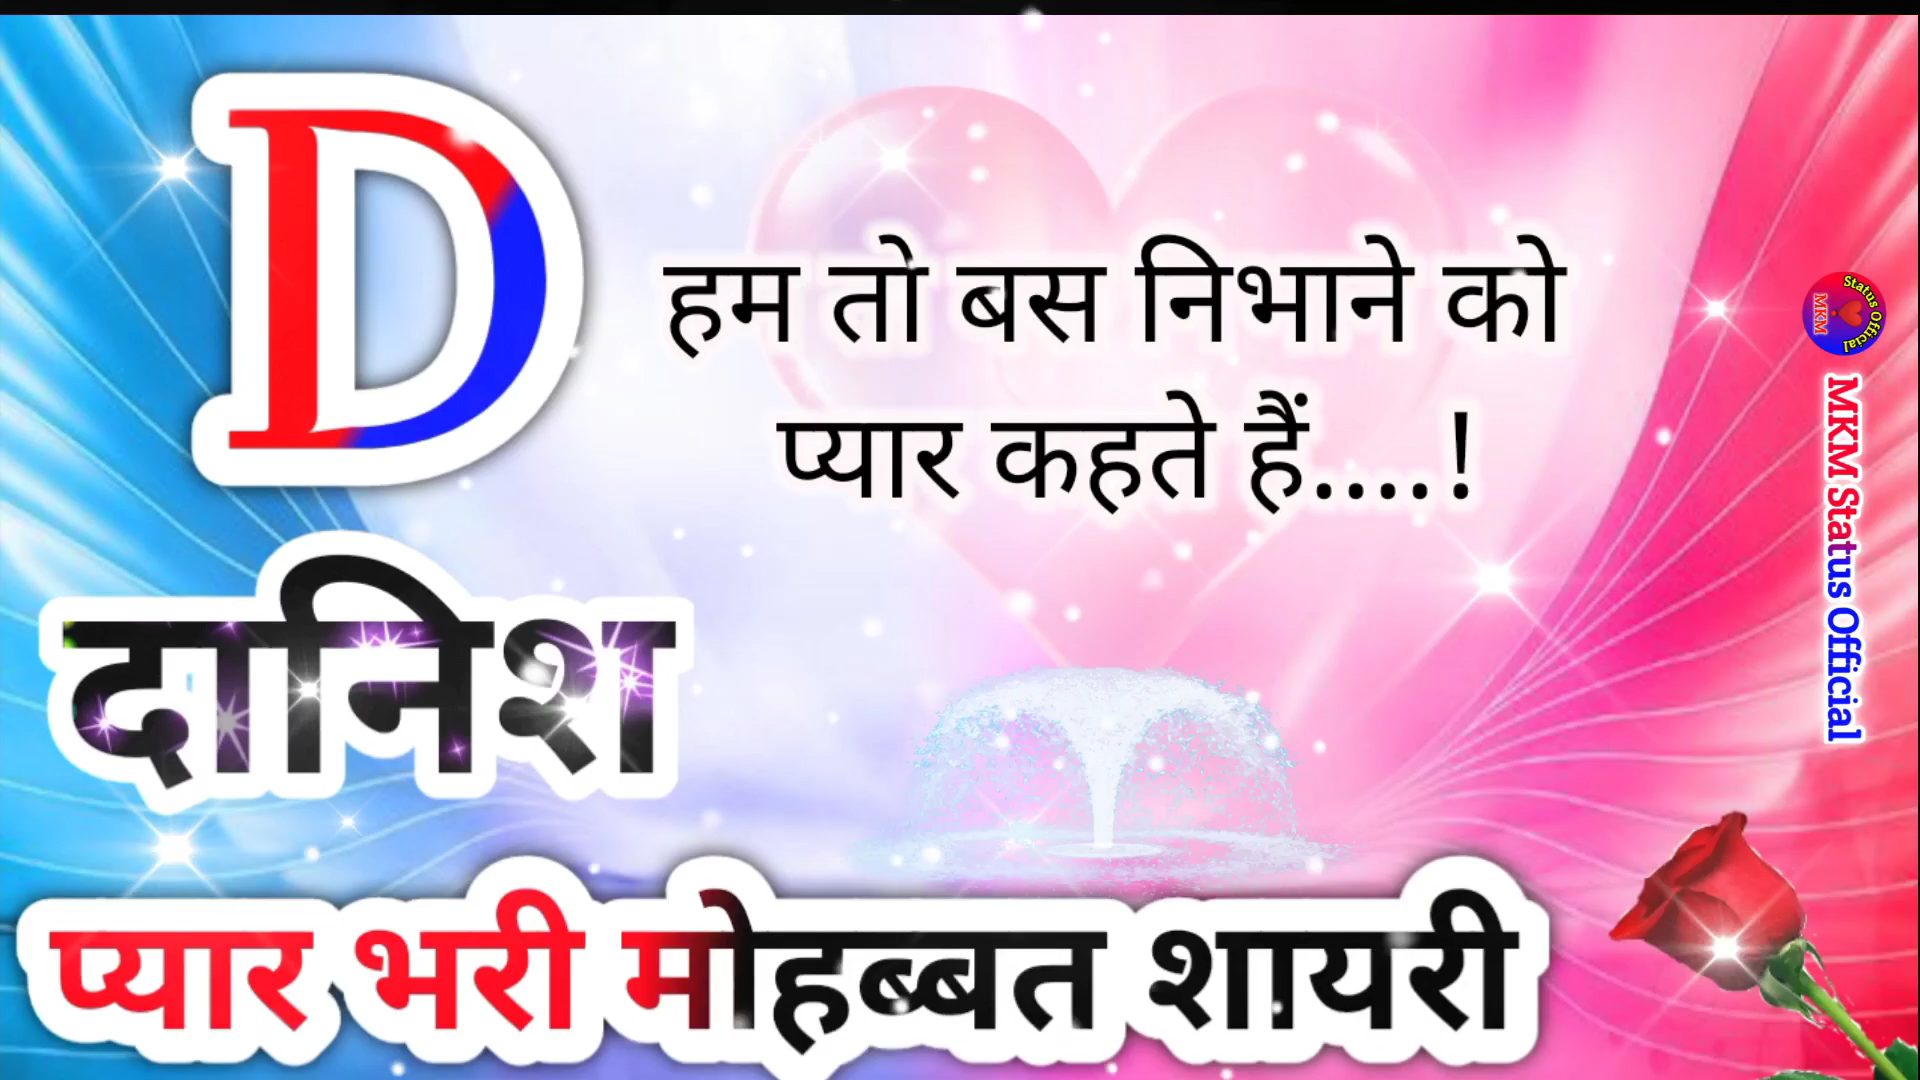 D
हम तो बस निभाने को
प्यार कहते हैं....!
दानिश
प्यार भरी मोहब्बत शायरी
Status Official
MKM
MKM Status Official